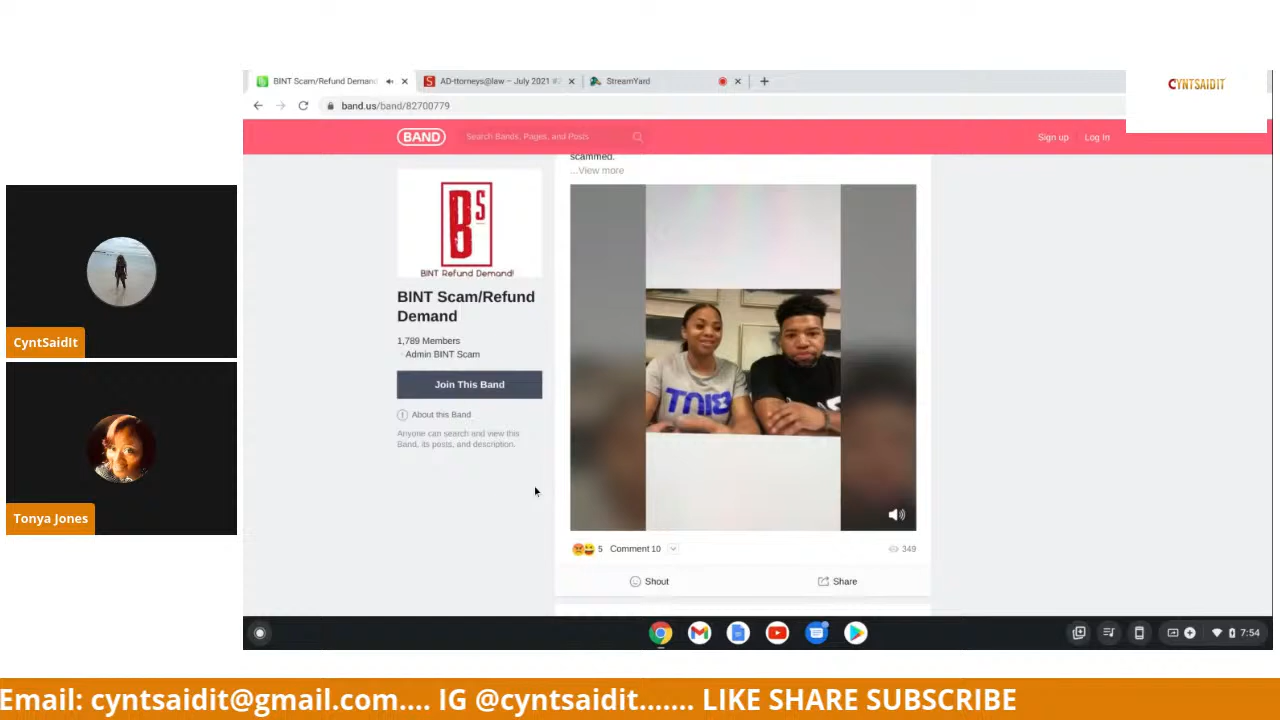 BINT Scam/Refund Demand
AD-ttorneys@law – July 2021
StreamYard
CYNTSAIDIT
band.us/band/82700779
BAND
Search Bands, Pages, and Posts
Sign up
Log In
scammed.
...View more
BS
BINT Refund Demand!
BINT Scam/Refund
Demand
1,789 Members
· Admin BINT Scam
Join This Band
About this Band
Anyone can search and view this
Band, its posts, and description.
BINT
5
Comment 10
349
Shout
Share
CyntSaidIt
Tonya Jones
7:54
Email: cyntsaidit@gmail.com.... IG @cyntsaidit....... LIKE SHARE SUBSCRIBE